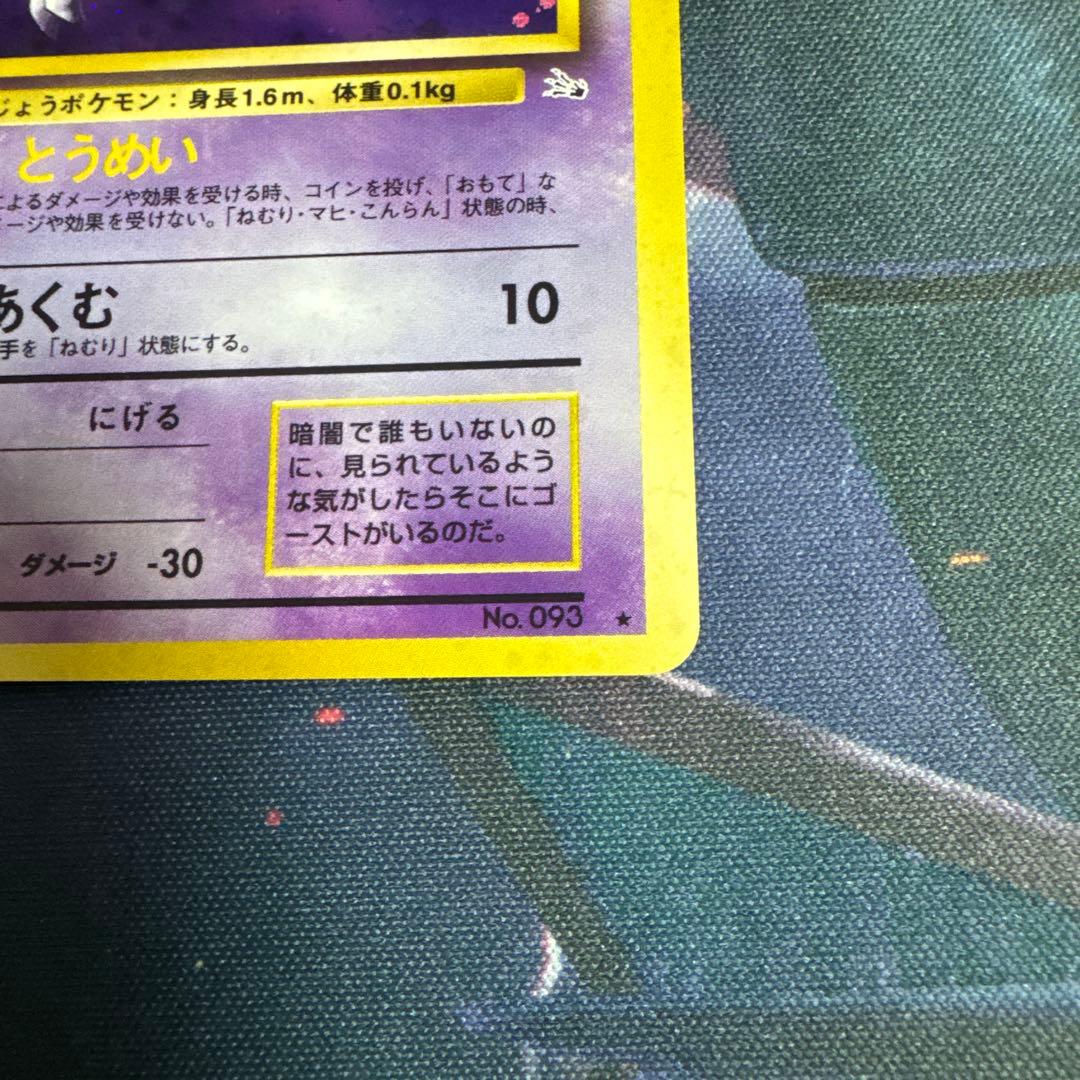 じょうポケモン：身長1.6m、体重0.1kg
とうめい
よるダメージや効果を受ける時、コインを投げ、「おもて」な
ージや効果を受けない。「ねむり・マヒ・こんらん」状態の時、
あくむ 10
手を「ねむり」状態にする。
にげる
暗闇で誰もいないの
に、見られているよう
な気がしたらそこにゴ
ーストがいるのだ。
ダメージ -30
No. 093 ★